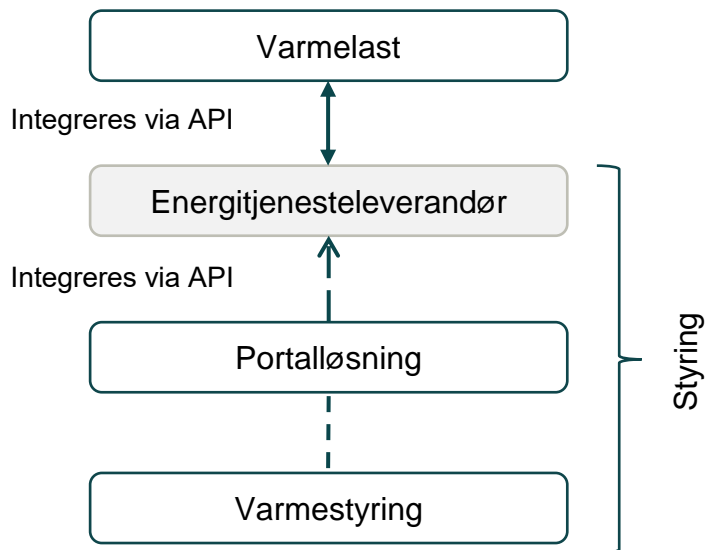 Varmelast
Integreres via API
Energitjenesteleverandør
Integreres via API
Portalløsning
Styring
Varmestyring